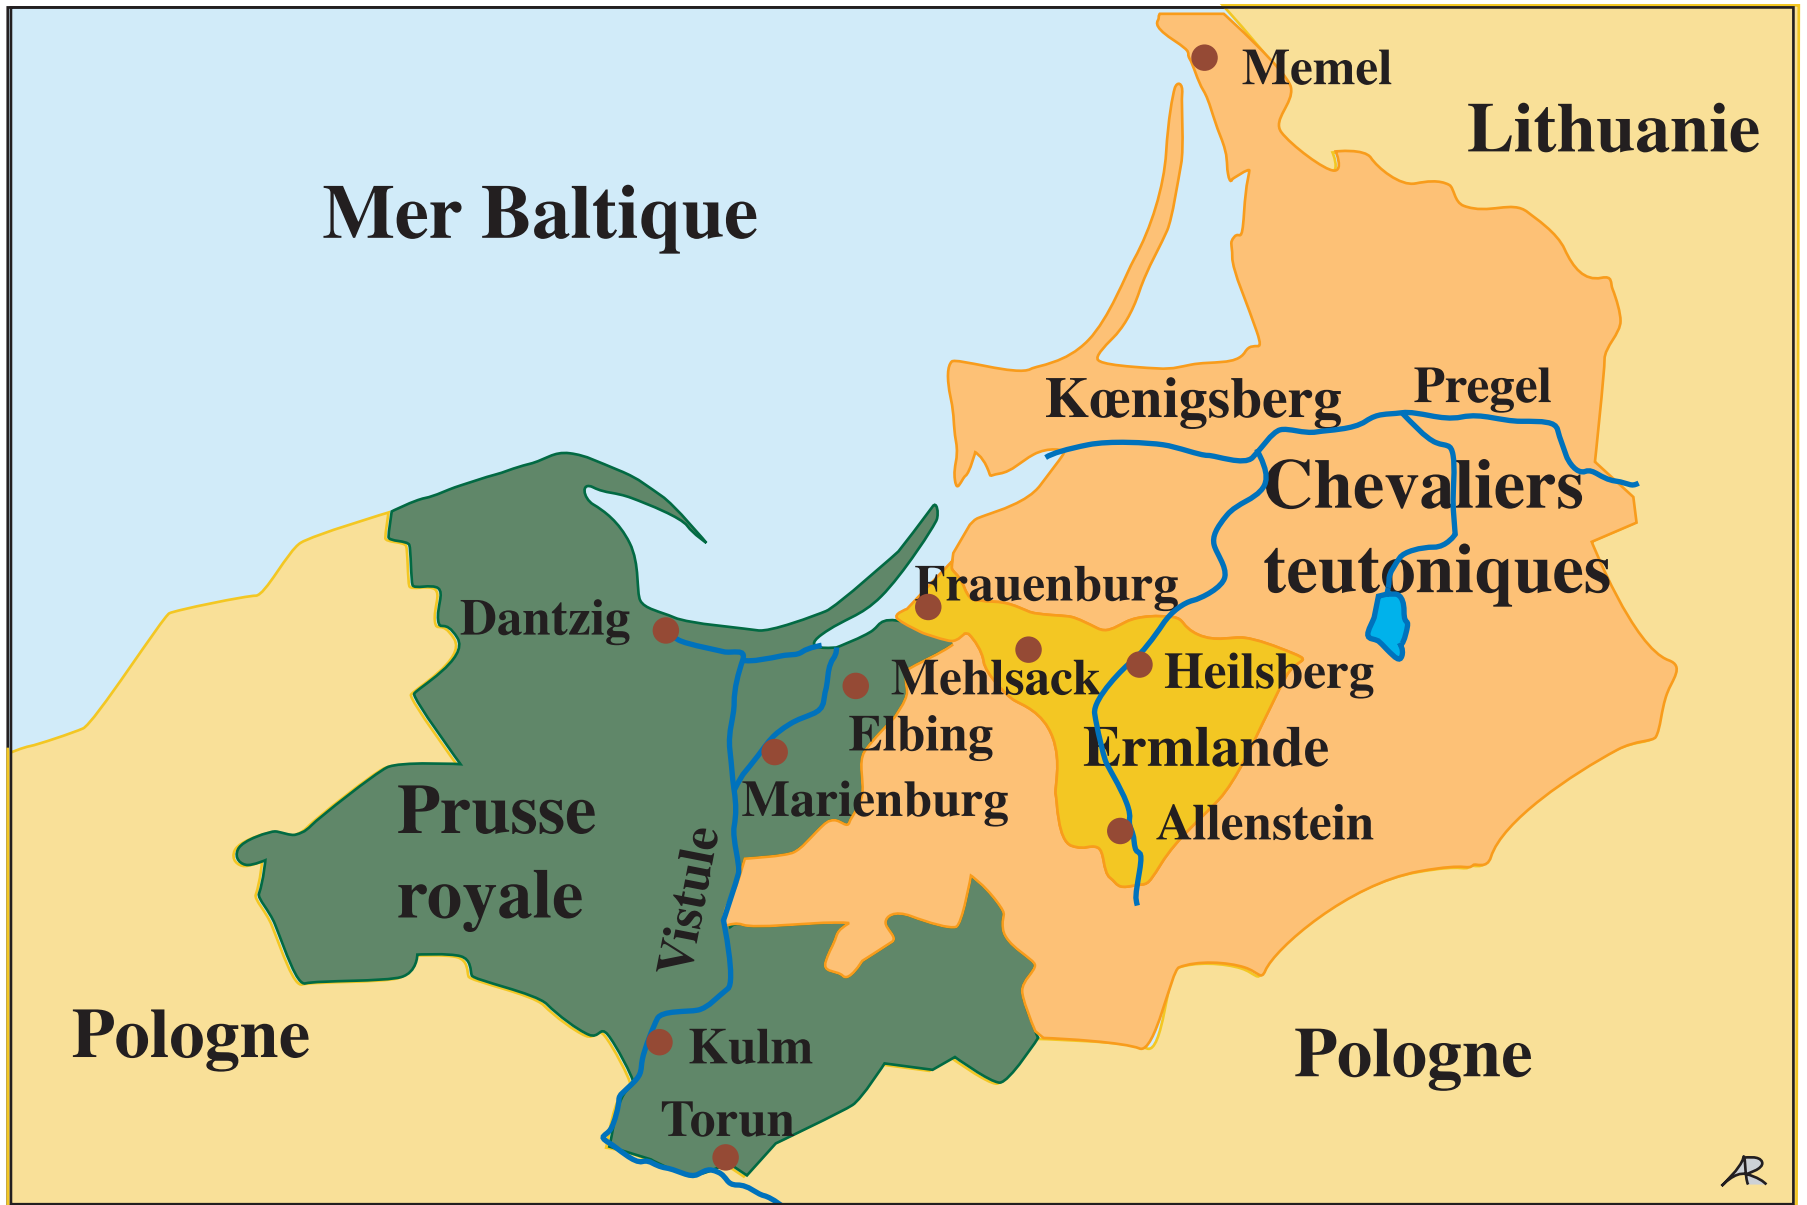 Memel
Lithuanie
Mer Baltique
Kœnigsberg
Pregel
Chevaliers
teutoniques
Frauenburg
Dantzig
Mehlsack
Heilsberg
Elbing
Ermlande
Marienburg
Allenstein
Prusse
royale
Vistule
Pologne
Kulm
Pologne
Torun
AR